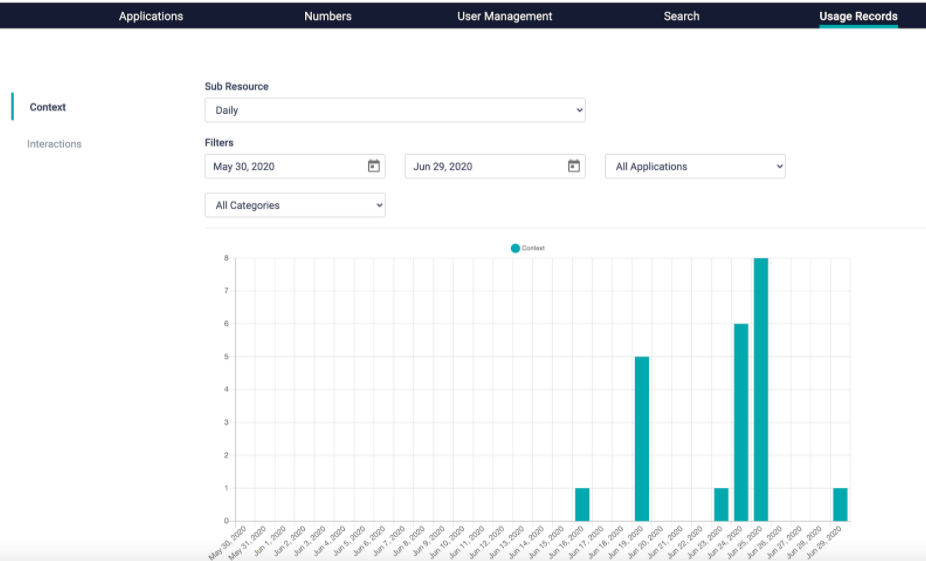 Applications Numbers User Management Search Usage Records
Context
Interactions
Sub Resource
Daily
Filters
May 30, 2020 Jun 29, 2020 All Applications
All Categories
Context
8
7
6
5
4
3
2
1
0
May 30, 2020
May 31, 2020
Jun 1, 2020
Jun 2, 2020
Jun 3, 2020
Jun 4, 2020
Jun 5, 2020
Jun 6, 2020
Jun 7, 2020
Jun 8, 2020
Jun 9, 2020
Jun 10, 2020
Jun 11, 2020
Jun 12, 2020
Jun 13, 2020
Jun 14, 2020
Jun 15, 2020
Jun 16, 2020
Jun 17, 2020
Jun 18, 2020
Jun 19, 2020
Jun 20, 2020
Jun 21, 2020
Jun 22, 2020
Jun 23, 2020
Jun 24, 2020
Jun 25, 2020
Jun 26, 2020
Jun 27, 2020
Jun 28, 2020
Jun 29, 2020